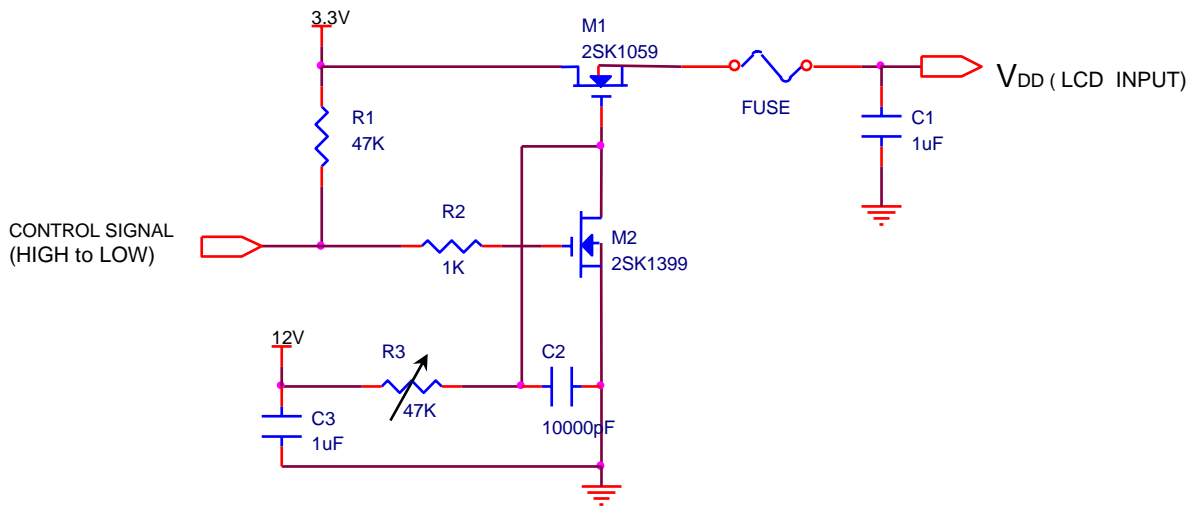 3.3V
M1
2SK1059
FUSE
VDD ( LCD INPUT)
R1
47K
C1
1uF
CONTROL SIGNAL
(HIGH to LOW)
R2
1K
M2
2SK1399
12V
R3
47K
C2
10000pF
C3
1uF